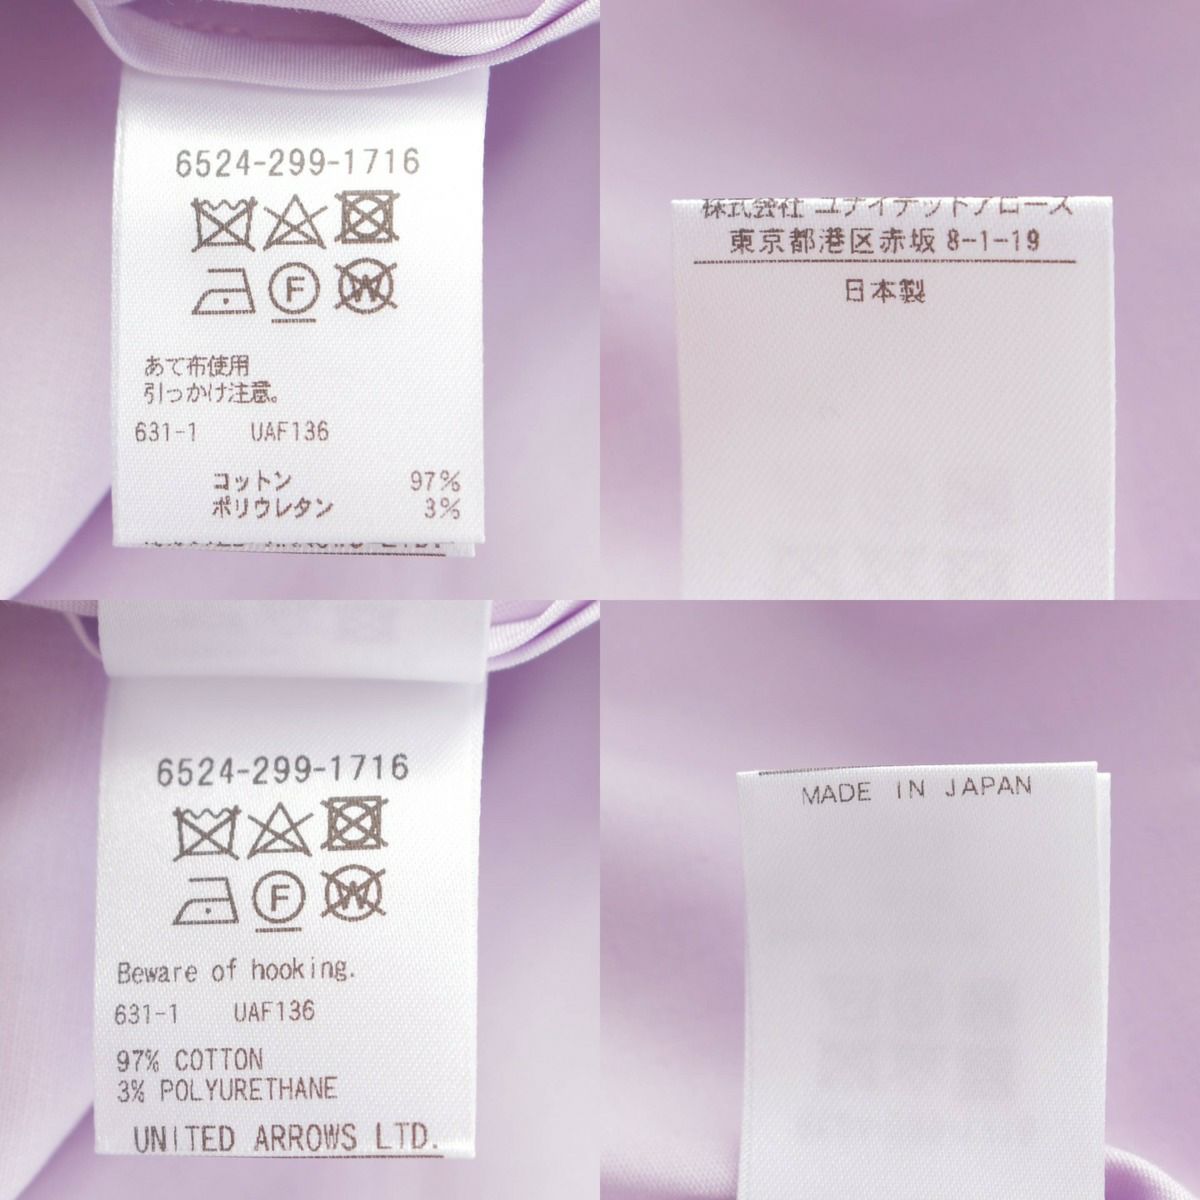 6524-299-1716
F W
あて布使用
引っかけ注意。
631-1 UAF136
コットン 97%
ポリウレタン 3%
株式会社 ユナイテッドアローズ
東京都港区赤坂 8-1-19
日本製
6524-299-1716
F W
Beware of hooking.
631-1 UAF136
97% COTTON
3% POLYURETHANE
UNITED ARROWS LTD.
MADE IN JAPAN